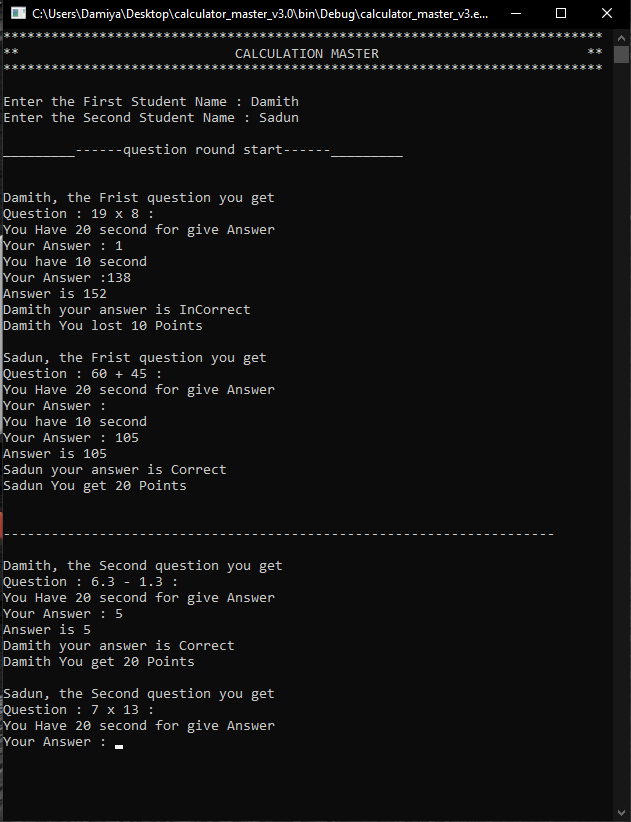 C:\Users\Damiya\Desktop\calculator_master_v3.0\bin\Debug\calculator_master_v3.e...
***************************************************************************
** CALCULATION MASTER **
***************************************************************************
Enter the First Student Name : Damith
Enter the Second Student Name : Sadun
_________------question round start------_________
Damith, the Frist question you get
Question : 19 x 8 :
You Have 20 second for give Answer
Your Answer : 1
You have 10 second
Your Answer :138
Answer is 152
Damith your answer is InCorrect
Damith You lost 10 Points
Sadun, the Frist question you get
Question : 60 + 45 :
You Have 20 second for give Answer
Your Answer :
You have 10 second
Your Answer : 105
Answer is 105
Sadun your answer is Correct
Sadun You get 20 Points
---------------------------------------------------------------------
Damith, the Second question you get
Question : 6.3 - 1.3 :
You Have 20 second for give Answer
Your Answer : 5
Answer is 5
Damith your answer is Correct
Damith You get 20 Points
Sadun, the Second question you get
Question : 7 x 13 :
You Have 20 second for give Answer
Your Answer :